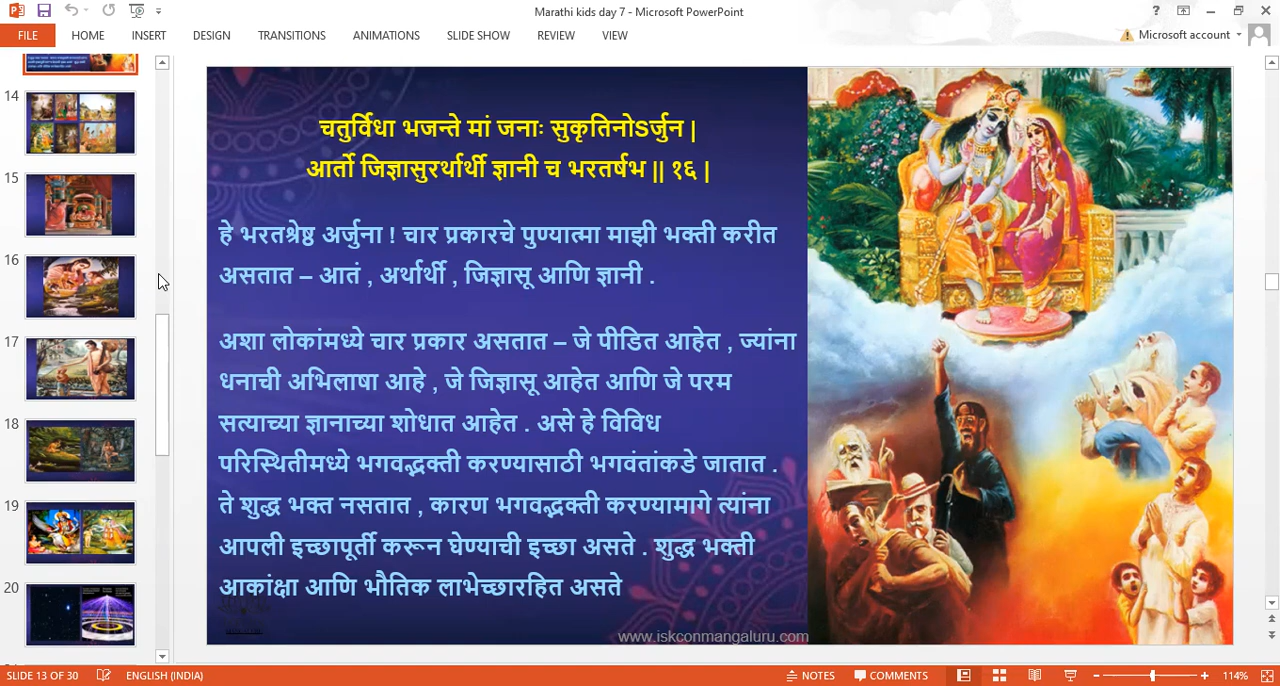 Marathi kids day 7 - Microsoft PowerPoint
FILE HOME INSERT DESIGN TRANSITIONS ANIMATIONS SLIDE SHOW REVIEW VIEW Microsoft account
14
15
16
17
18
19
20
चतुर्विधा भजन्ते मां जनाः सुकृतिनोSर्जुन |
आर्तो जिज्ञासुरर्थार्थी ज्ञानी च भरतर्षभ || १६ |
हे भरतश्रेष्ठ अर्जुना ! चार प्रकारचे पुण्यात्मा माझी भक्ती करीत
असतात – आतं , अर्थार्थी , जिज्ञासू आणि ज्ञानी .
अशा लोकांमध्ये चार प्रकार असतात – जे पीडित आहेत , ज्यांना
धनाची अभिलाषा आहे , जे जिज्ञासू आहेत आणि जे परम
सत्याच्या ज्ञानाच्या शोधात आहेत . असे हे विविध
परिस्थितीमध्ये भगवद्भक्ती करण्यासाठी भगवंतांकडे जातात .
ते शुद्ध भक्त नसतात , कारण भगवद्भक्ती करण्यामागे त्यांना
आपली इच्छापूर्ती करून घेण्याची इच्छा असते . शुद्ध भक्ती
आकांक्षा आणि भौतिक लाभेच्छारहित असते
www.iskconmangaluru.com
SLIDE 13 OF 30 ENGLISH (INDIA) NOTES COMMENTS 114%